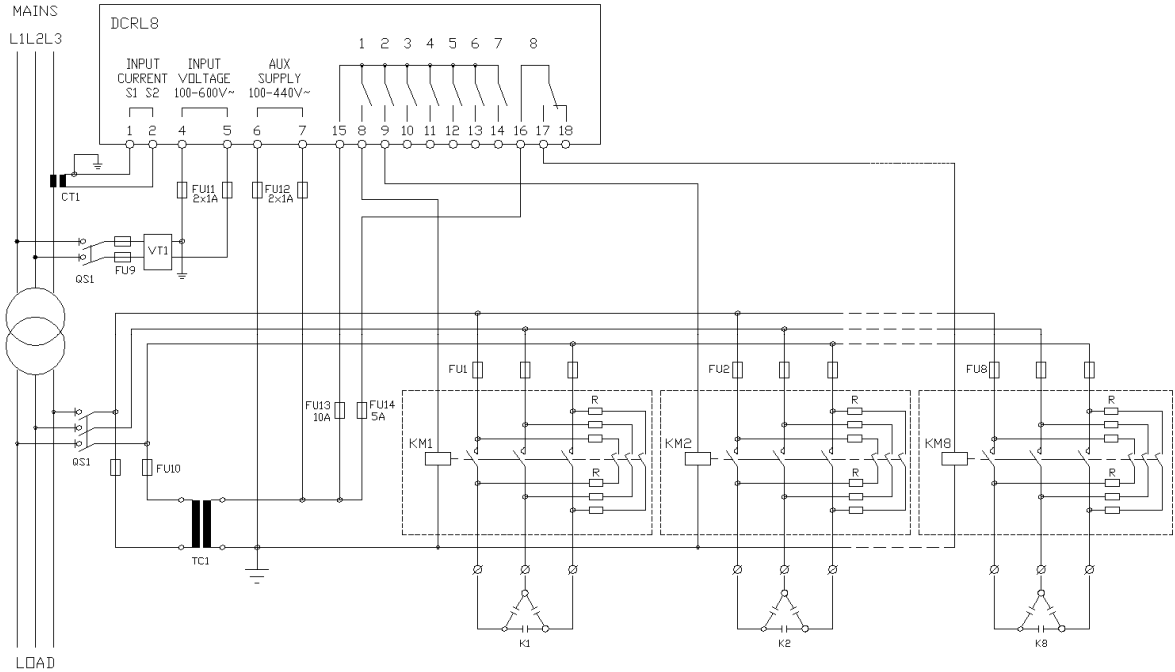 MAINS
L1L2L3
DCRL8
1 2 3 4 5 6 7 8
INPUT
CURRENT
S1 S2
INPUT
VOLTAGE
100-600V~
AUX
SUPPLY
100-440V~
1 2 4 5 6 7 15 8 9 10 11 12 13 14 16 17 18
CT1
FU11
2x1A
FU12
2x1A
VT1
FU9
QS1
FU1
FU2
FU8
FU13
10A
FU14
5A
R
R
R
KM1
KM2
KM8
QS1
FU10
R
R
R
TC1
K1
K2
K8
LOAD